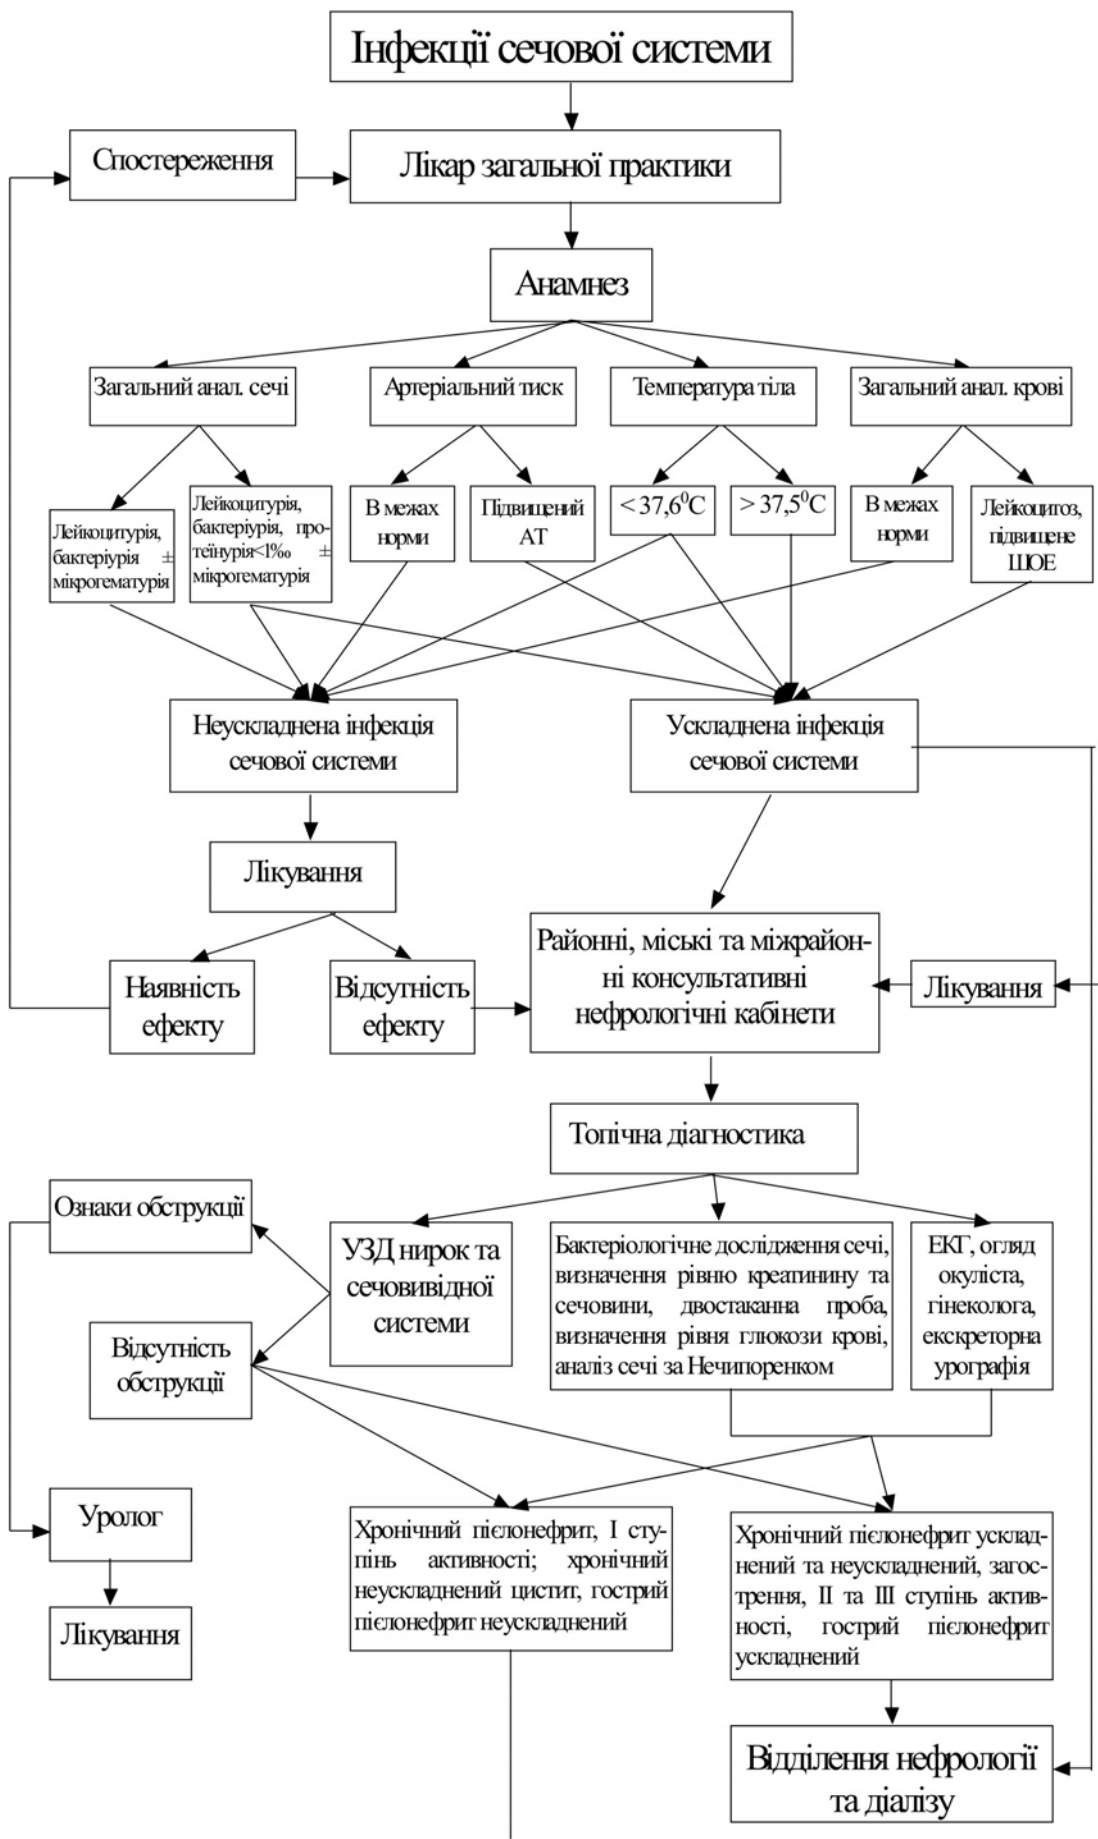 Інфекції сечової системи
Спостереження
Лікар загальної практики
Анамнез
Загальний анал. сечі
Артеріальний тиск
Температура тіла
Загальний анал. крові
Лейкоцитурія,
бактеріурія ±
мікрогематурія
Лейкоцитурія,
бактеріурія, про-
теїнурія<1‰ ±
мікрогематурія
В межах
норми
Підвищений
АТ
< 37,6⁰С
> 37,5⁰С
В межах
норми
Лейкоцитоз,
підвищене
ШОЕ
Неускладнена інфекція
сечової системи
Ускладнена інфекція
сечової системи
Лікування
Наявність
ефекту
Відсутність
ефекту
Районні, міські та міжрайон-
ні консультативні
нефрологічні кабінети
Лікування
Топічна діагностика
Ознаки обструкції
УЗД нирок та
сечовивідної
системи
Бактеріологічне дослідження сечі,
визначення рівню креатинину та
сечовини, двостаканна проба,
визначення рівня глюкози крові,
аналіз сечі за Нечипоренком
ЕКГ, огляд
окуліста,
гінеколога,
екскреторна
урографія
Відсутність
обструкції
Уролог
Лікування
Хронічний пієлонефрит, І сту-
пінь активності; хронічний
неускладнений цистит, гострий
пієлонефрит неускладнений
Хронічний пієлонефрит усклад-
нений та неускладнений, загос-
трення, ІІ та ІІІ ступінь актив-
ності, гострий пієлонефрит
ускладнений
Відділення нефрології
та діалізу